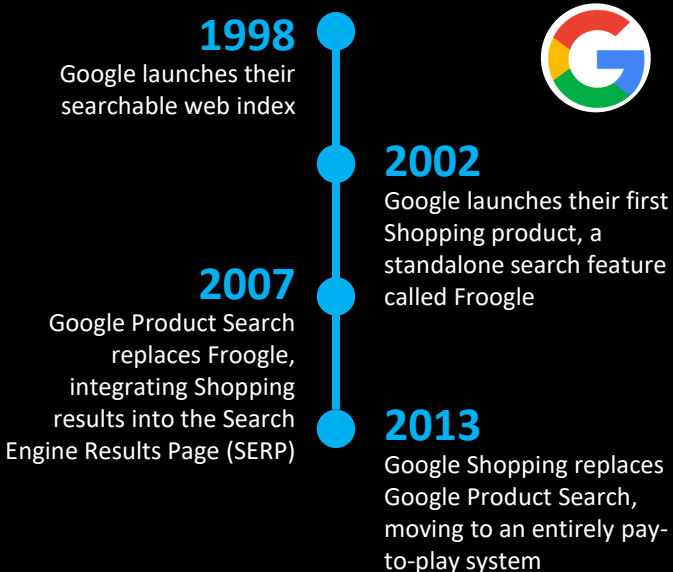 1998
Google launches their
searchable web index
2002
Google launches their first
Shopping product, a
standalone search feature
called Froogle
2007
Google Product Search
replaces Froogle,
integrating Shopping
results into the Search
Engine Results Page (SERP)
2013
Google Shopping replaces
Google Product Search,
moving to an entirely pay-
to-play system